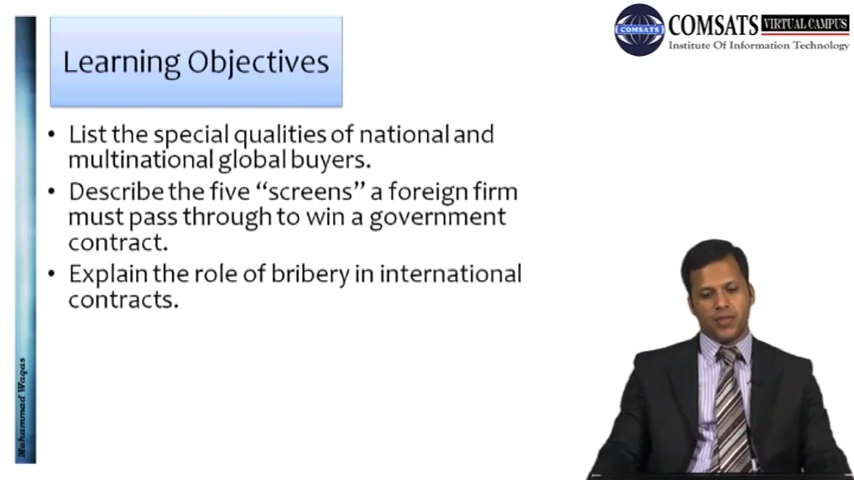 COMSATS VIRTUAL CAMPUS
COMSATS
Institute Of Information Technology
Learning Objectives
• List the special qualities of national and
multinational global buyers.
• Describe the five “screens” a foreign firm
must pass through to win a government
contract.
• Explain the role of bribery in international
contracts.
Muhammad Waqas